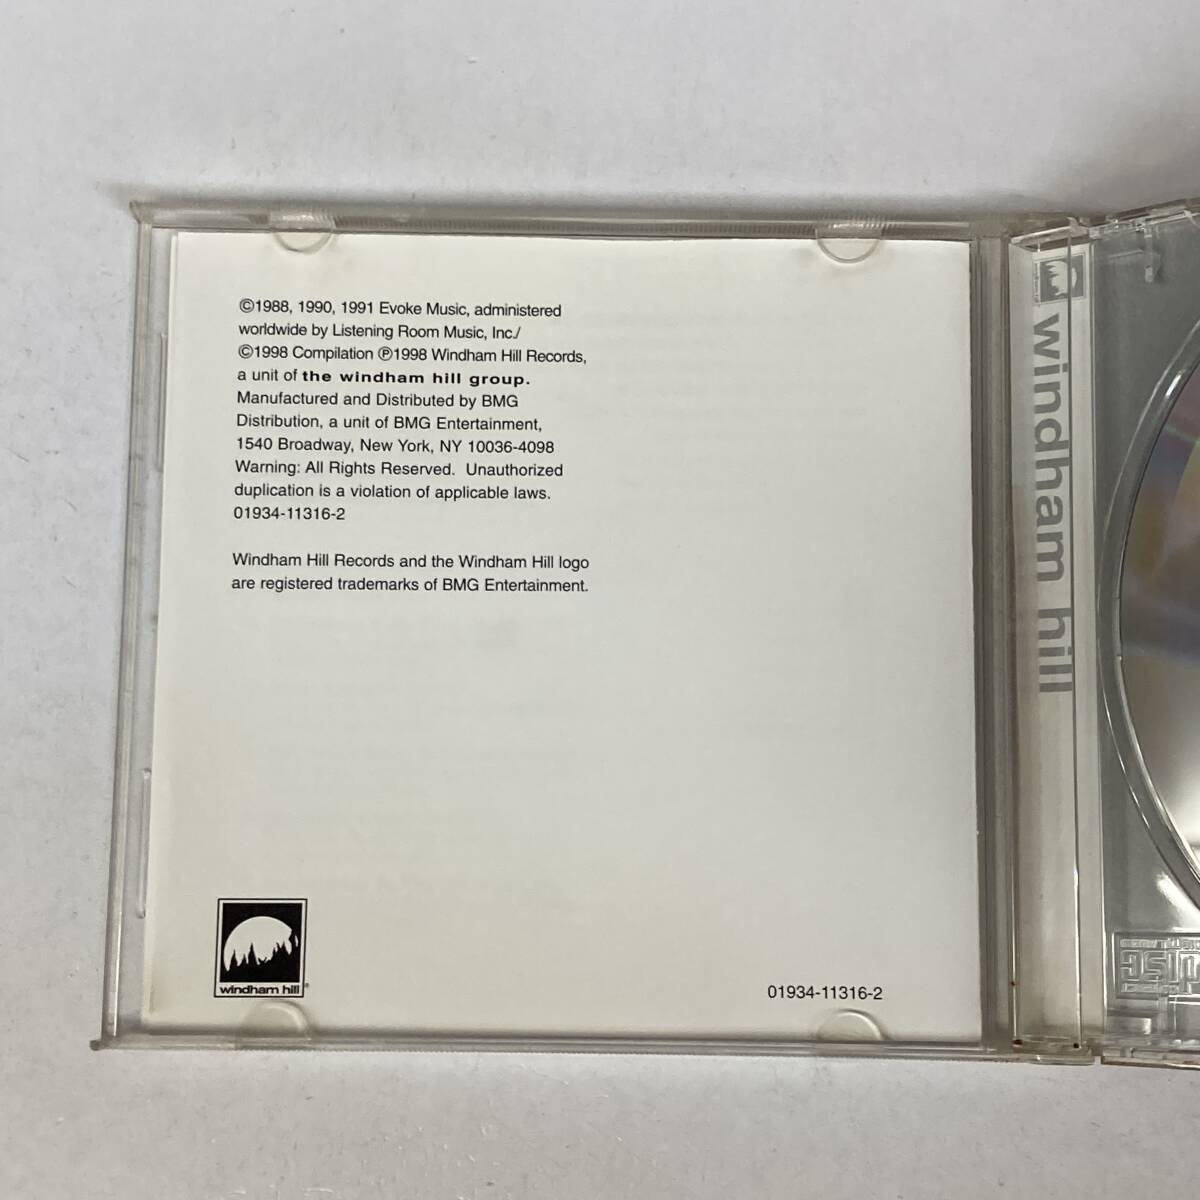 ©1988, 1990, 1991 Evoke Music, administered
worldwide by Listening Room Music, Inc./
©1998 Compilation ℗1998 Windham Hill Records,
a unit of the windham hill group.
Manufactured and Distributed by BMG
Distribution, a unit of BMG Entertainment,
1540 Broadway, New York, NY 10036-4098
Warning: All Rights Reserved.  Unauthorized
duplication is a violation of applicable laws.
01934-11316-2
Windham Hill Records and the Windham Hill logo
are registered trademarks of BMG Entertainment.
windham hill®
01934-11316-2
windham hill